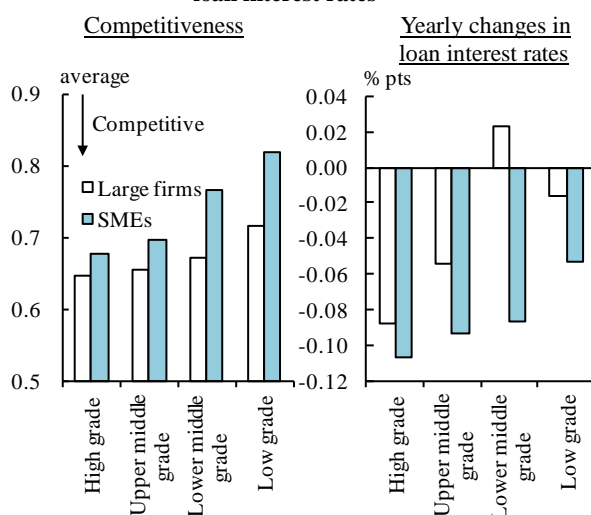 loan interest rates
Competitiveness
average
0.9
Competitive
0.8
Large firms
SMEs
0.7
0.6
0.5
High grade
Upper middle
grade
Lower middle
grade
Low grade
Yearly changes in
loan interest rates
% pts
0.04
0.02
0.00
-0.02
-0.04
-0.06
-0.08
-0.10
-0.12
High grade
Upper middle
grade
Lower middle
grade
Low grade